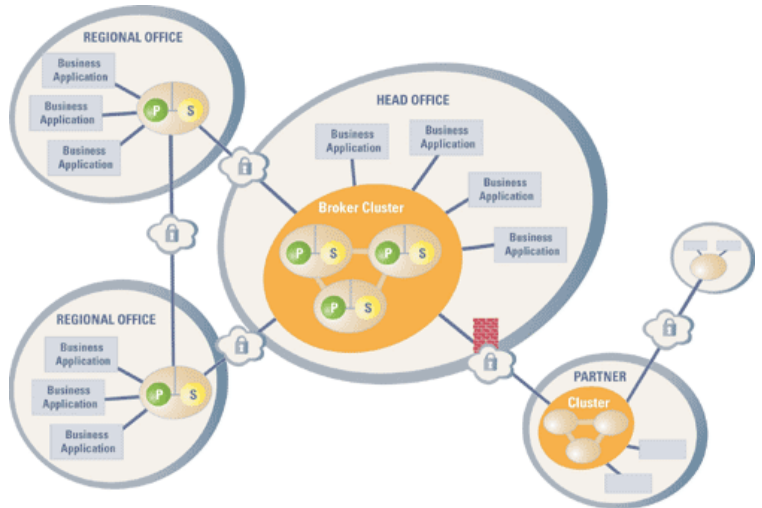 REGIONAL OFFICE
Business
Application
Business
Application
Business
Application
P
S
HEAD OFFICE
Business
Application
Business
Application
Business
Application
Business
Application
Broker Cluster
P
S
P
S
P
S
REGIONAL OFFICE
Business
Application
Business
Application
Business
Application
P
S
PARTNER
Cluster